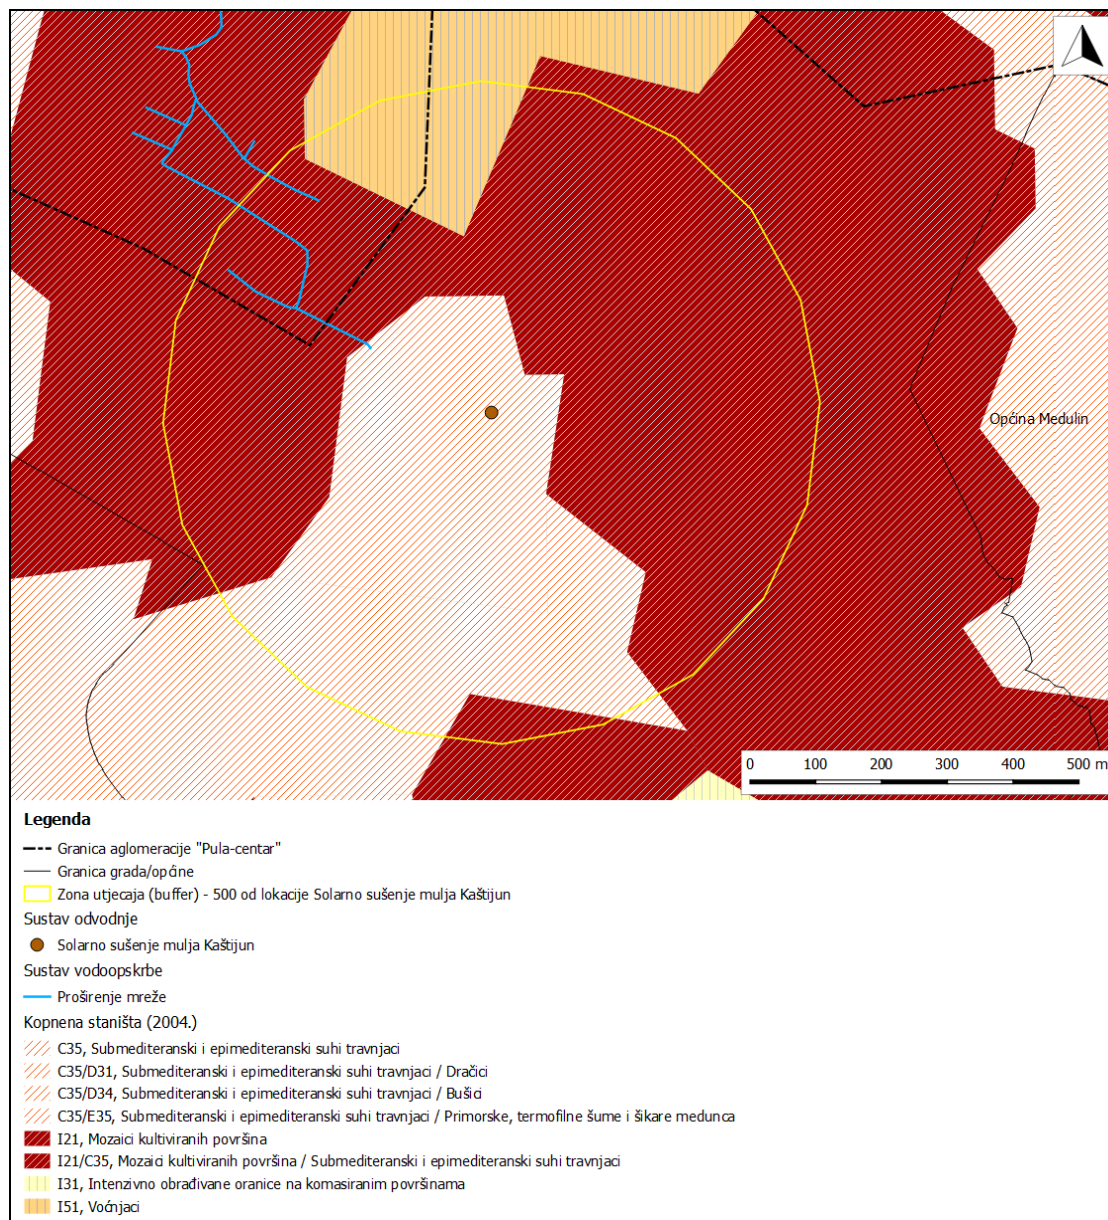 Općina Medulin
0 100 200 300 400 500 m
Legenda
Granica aglomeracije "Pula-centar"
Granica grada/općine
Zona utjecaja (buffer) - 500 od lokacije Solarno sušenje mulja Kaštijun
Sustav odvodnje
Solarno sušenje mulja Kaštijun
Sustav vodoopskrbe
Proširenje mreže
Kopnena staništa (2004.)
C35, Submediteranski i epimediteranski suhi travnjaci
C35/D31, Submediteranski i epimediteranski suhi travnjaci / Dračici
C35/D34, Submediteranski i epimediteranski suhi travnjaci / Bušici
C35/E35, Submediteranski i epimediteranski suhi travnjaci / Primorske, termofilne šume i šikare medunca
I21, Mozaici kultiviranih površina
I21/C35, Mozaici kultiviranih površina / Submediteranski i epimediteranski suhi travnjaci
I31, Intenzivno obrađivane oranice na komasiranim površinama
I51, Voćnjaci